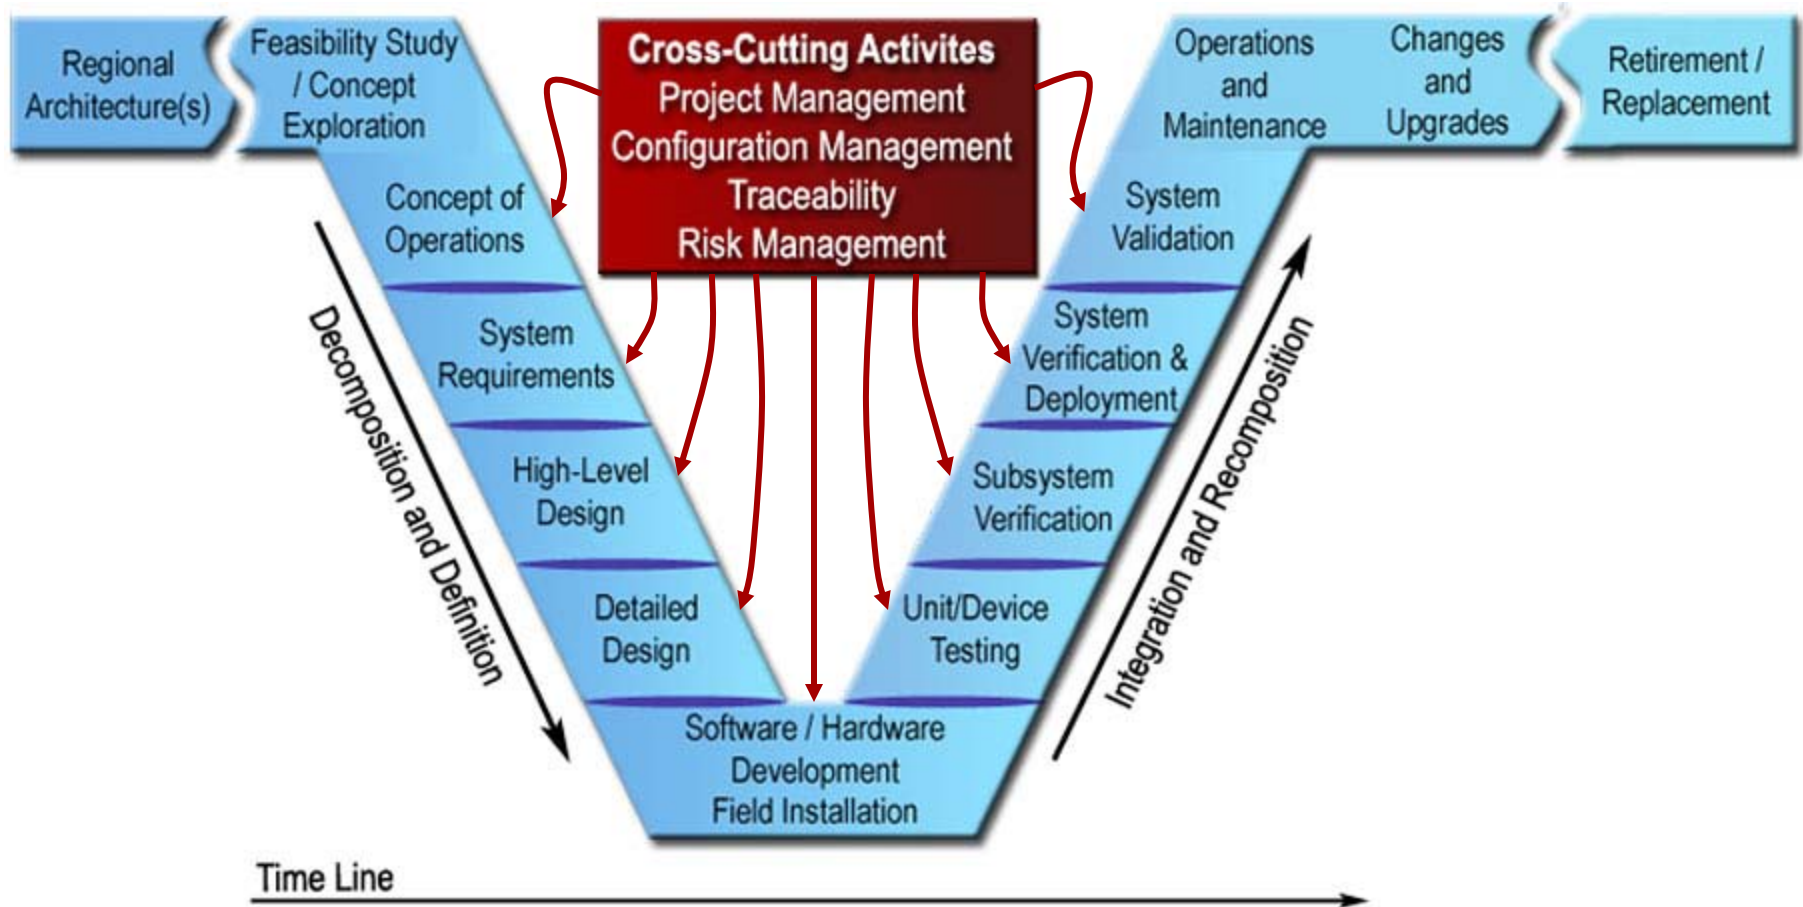 Regional
Architecture(s)
Feasibility Study
/ Concept
Exploration
Cross-Cutting Activites
Project Management
Configuration Management
Traceability
Risk Management
Operations
and
Maintenance
Changes
and
Upgrades
Retirement /
Replacement
Concept of
Operations
System
Requirements
High-Level
Design
Detailed
Design
Software / Hardware
Development
Field Installation
Unit/Device
Testing
Subsystem
Verification
System
Verification &
Deployment
System
Validation
Decomposition and Definition
Integration and Recomposition
Time Line